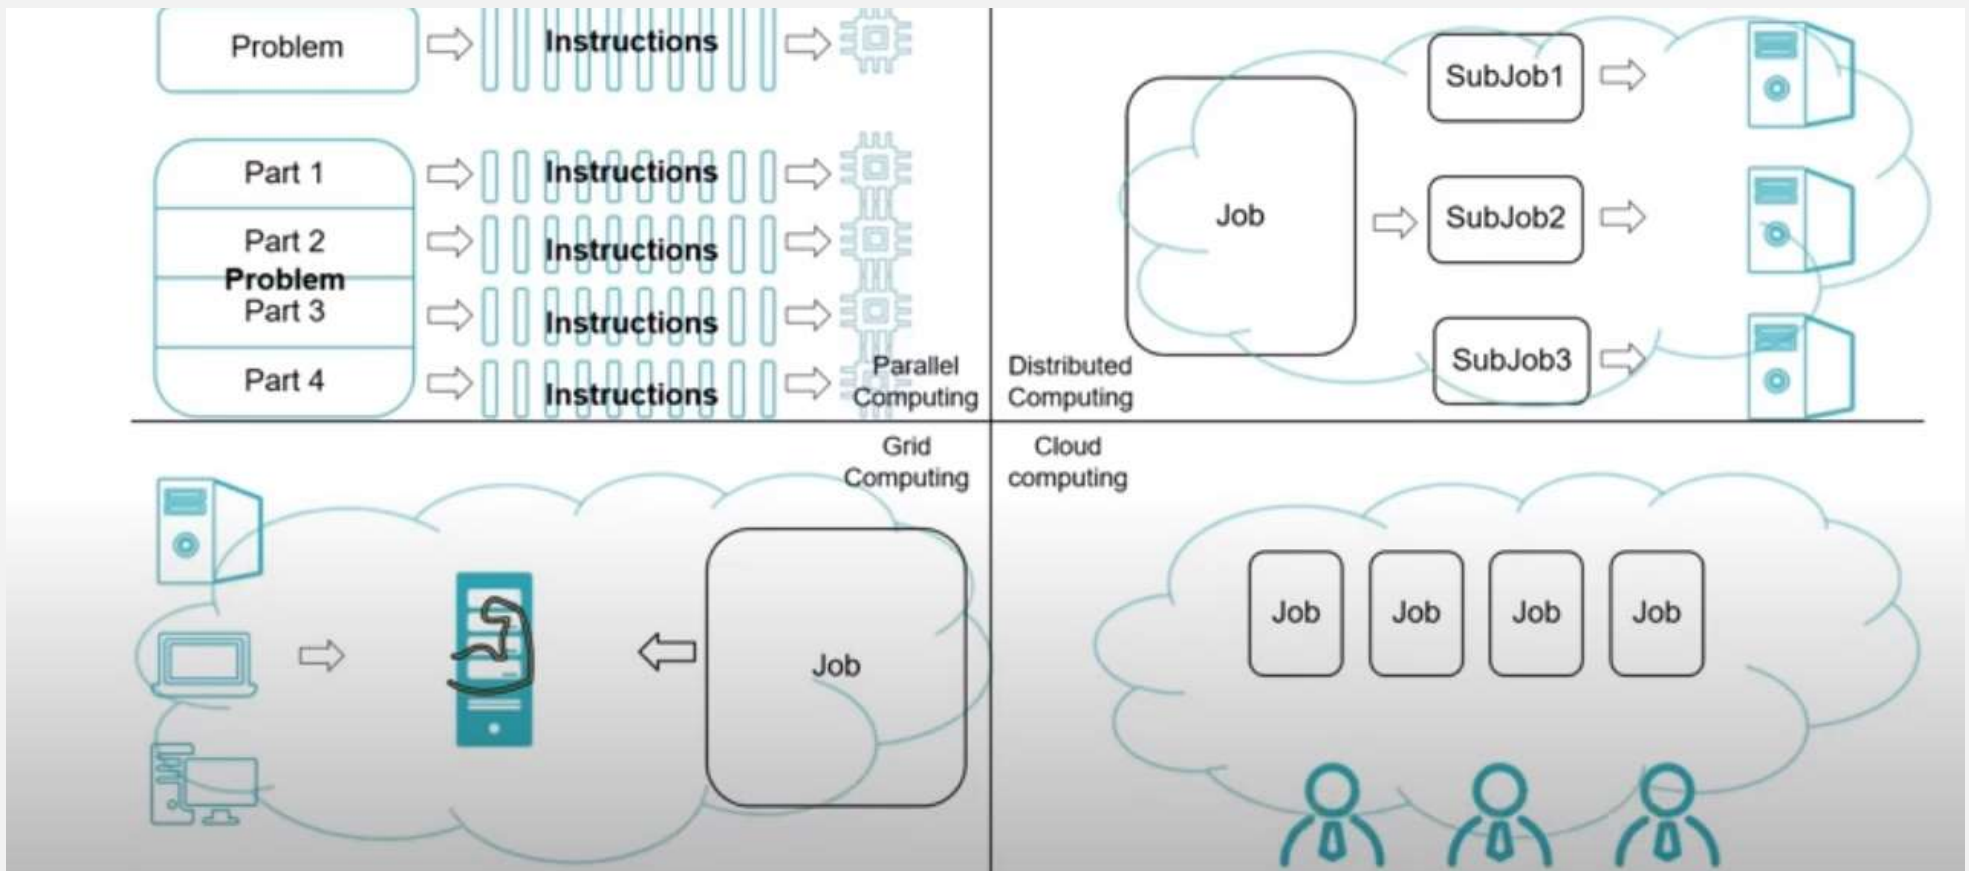 Problem
Instructions
Part 1
Instructions
Part 2
Instructions
Problem
Part 3
Instructions
Part 4
Instructions
Parallel
Computing
Job
SubJob1
SubJob2
SubJob3
Distributed
Computing
Grid
Computing
Job
Cloud
computing
Job
Job
Job
Job